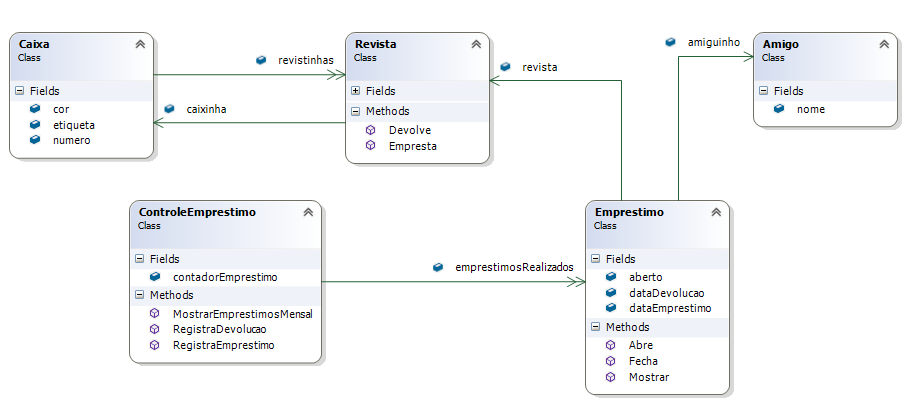 Caixa
Class
Fields
cor
etiqueta
numero
revistinhas
caixinha
Revista
Class
Fields
Methods
Devolve
Empresta
revista
amiguinho
Amigo
Class
Fields
nome
ControleEmprestimo
Class
Fields
contadorEmprestimo
Methods
MostrarEmprestimosMensal
RegistraDevolucao
RegistraEmprestimo
emprestimosRealizados
Emprestimo
Class
Fields
aberto
dataDevolucao
dataEmprestimo
Methods
Abre
Fecha
Mostrar